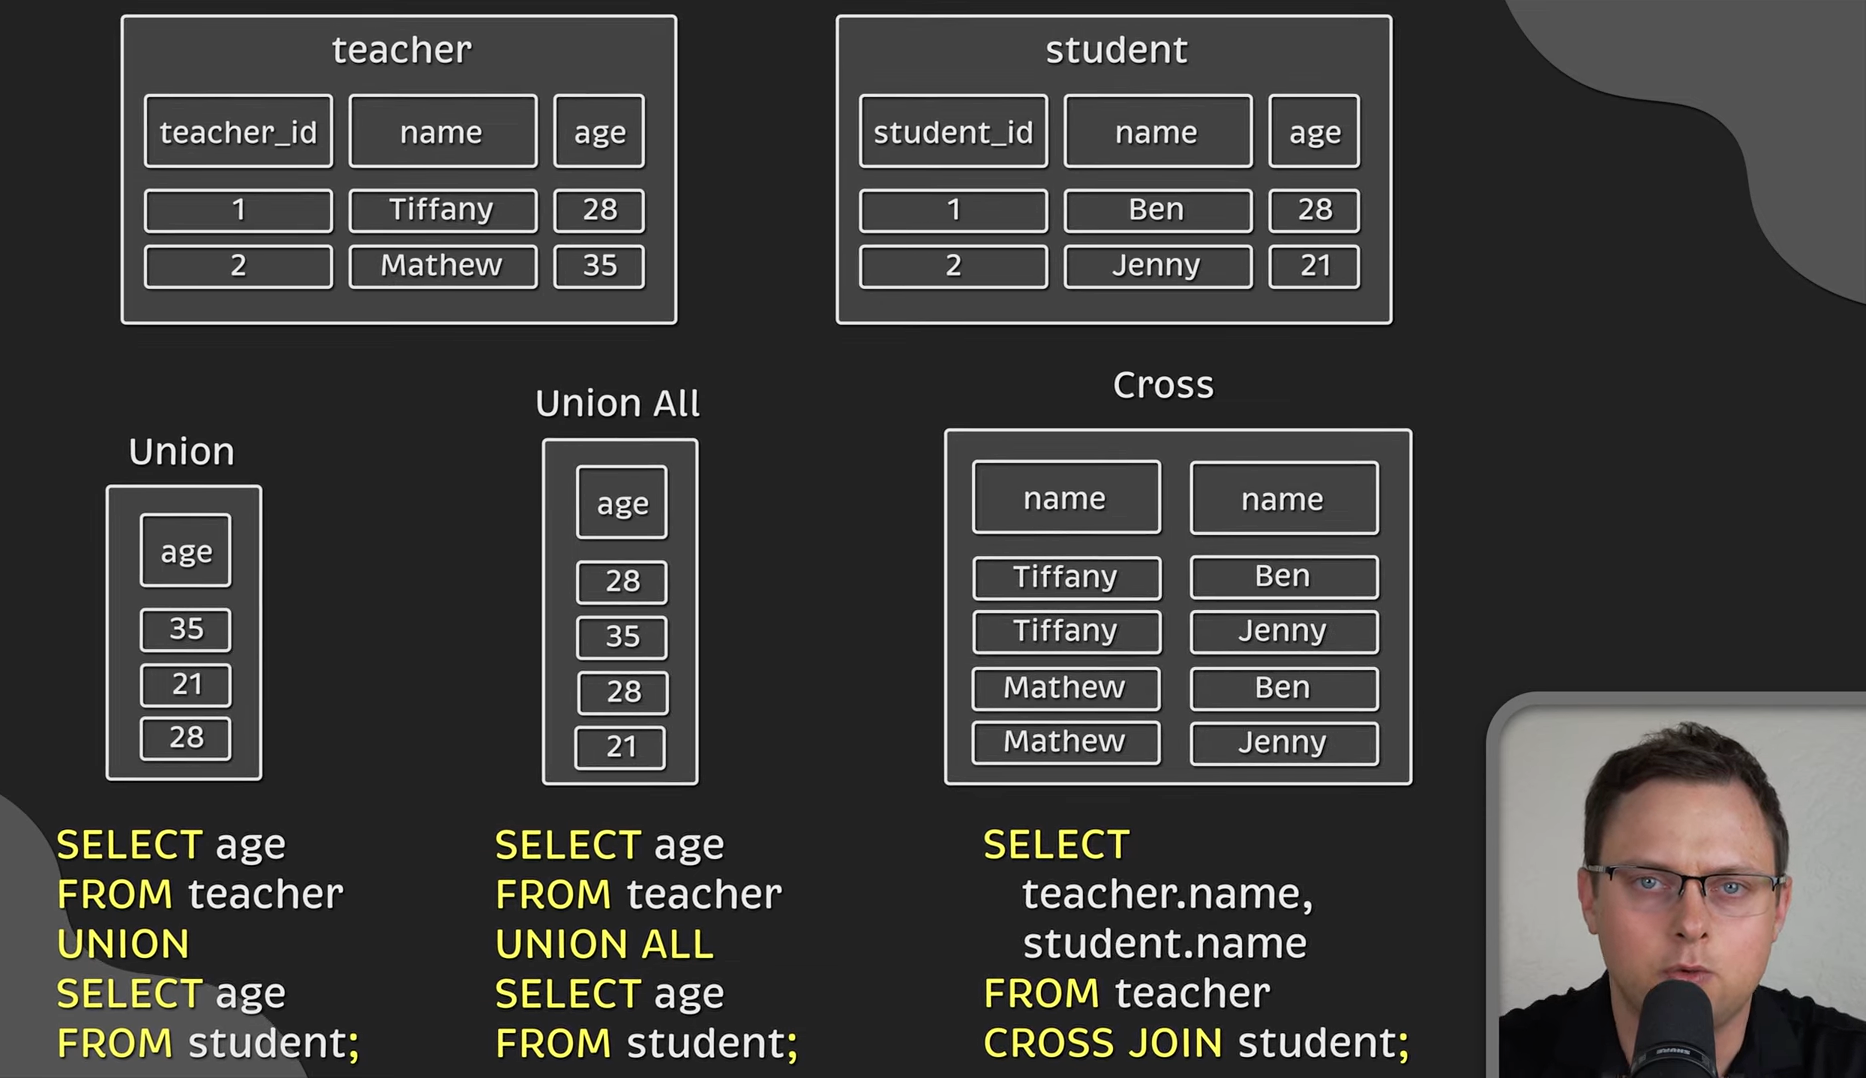 teacher
teacher_id name age
1 Tiffany 28
2 Mathew 35
student
student_id name age
1 Ben 28
2 Jenny 21
Union
age
35
21
28
SELECT age
FROM teacher
UNION
SELECT age
FROM student;
Union All
age
28
35
28
21
SELECT age
FROM teacher
UNION ALL
SELECT age
FROM student;
Cross
name name
Tiffany Ben
Tiffany Jenny
Mathew Ben
Mathew Jenny
SELECT
teacher.name,
student.name
FROM teacher
CROSS JOIN student;